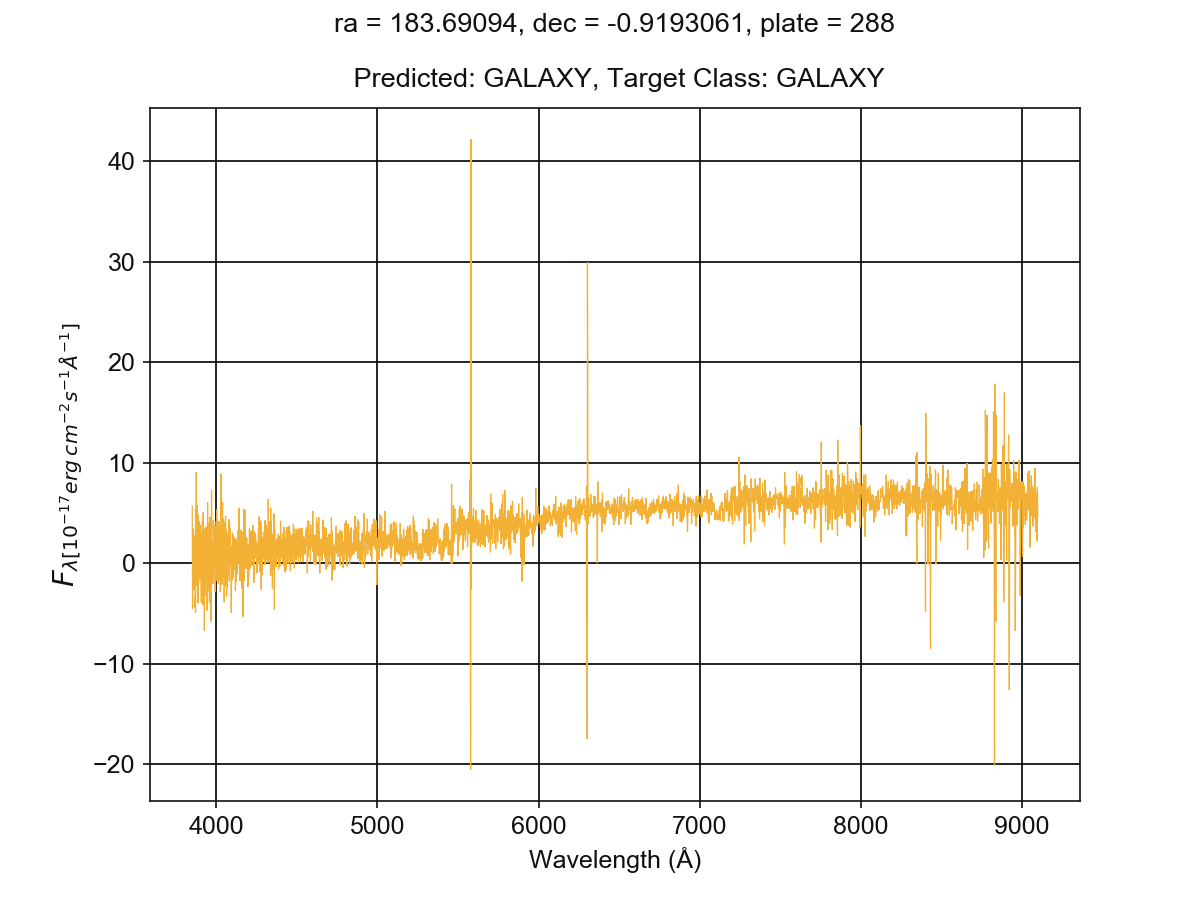 ra = 183.69094, dec = -0.9193061, plate = 288
Predicted: GALAXY, Target Class: GALAXY
40
30
20
10
0
−10
−20
F_λ[10^{-17} erg cm^{-2} s^{-1} Å^{-1}]
4000 5000 6000 7000 8000 9000
Wavelength (Å)